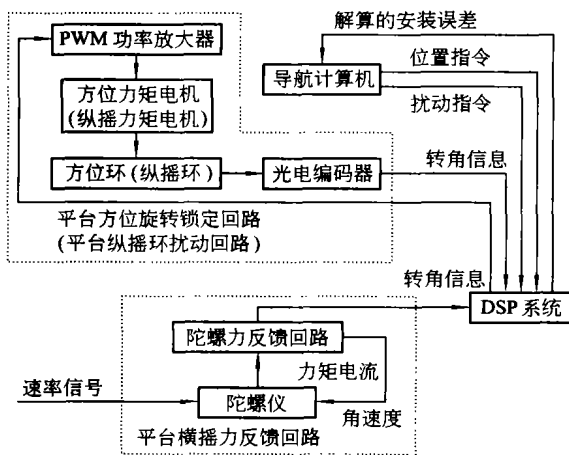 PWM 功率放大器
方位力矩电机
(纵摇力矩电机)
方位环(纵摇环)
光电编码器
平台方位旋转锁定回路
(平台纵摇环扰动回路)
解算的安装误差
导航计算机
位置指令
扰动指令
转角信息
转角信息
DSP 系统
陀螺力反馈回路
力矩电流
速率信号
陀螺仪
角速度
平台横摇力反馈回路